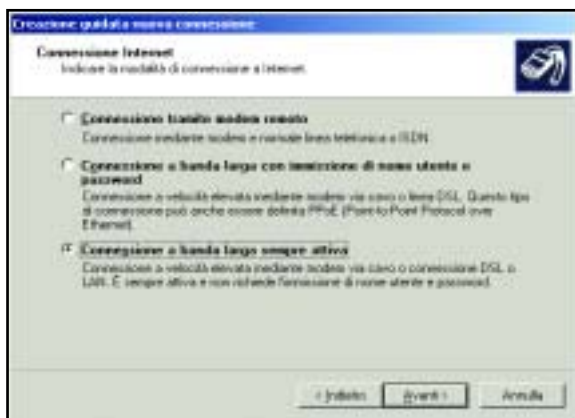 Creazione guidata nuova connessione
Connessione Internet
Indicare la modalità di connessione a Internet.
Connessione tramite modem remoto
Connessione mediante modem e normale linea telefonica o ISDN.
Connessione a banda larga con immissione di nome utente e
password
Connessione a velocità elevata mediante modem via cavo o linea DSL. Questo tipo
di connessione può anche essere definita PPPoE (Point-to-Point Protocol over
Ethernet).
Connessione a banda larga sempre attiva
Connessione a velocità elevata mediante modem via cavo o connessione DSL o
LAN. È sempre attiva e non richiede l'immissione di nome utente e password.
< Indietro
Avanti >
Annulla